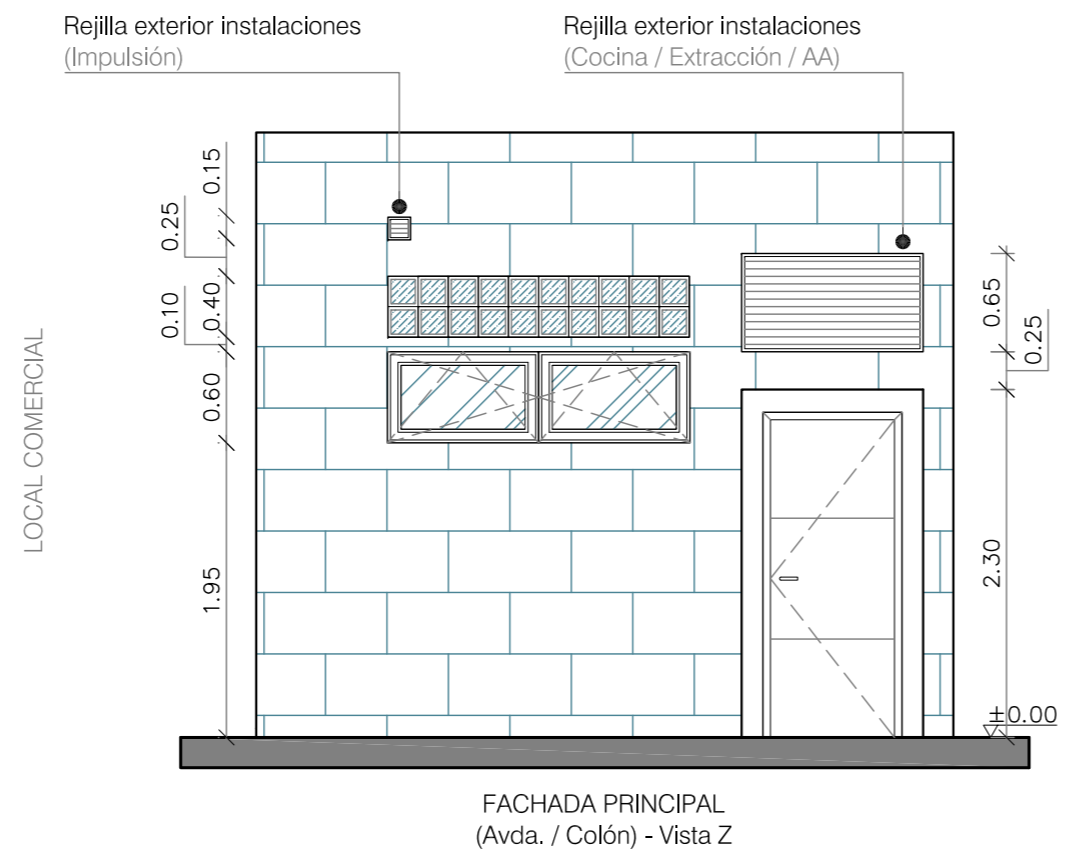 Rejilla exterior instalaciones
(Impulsión)
Rejilla exterior instalaciones
(Cocina / Extracción / AA)
LOCAL COMERCIAL
0.15
0.25
0.40
0.10
0.60
1.95
0.65
0.25
2.30
±0.00
FACHADA PRINCIPAL
(Avda. / Colón) - Vista Z